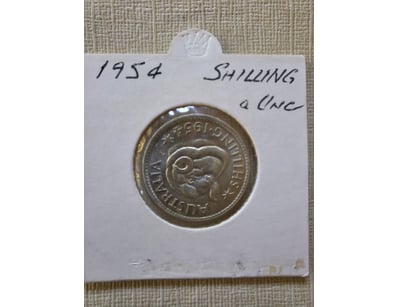 1954 SHILLING
a UNC
SHILLING · 1954
AUSTRALIA